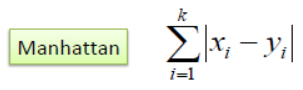 Manhattan
k
∑|xᵢ − yᵢ|
i=1